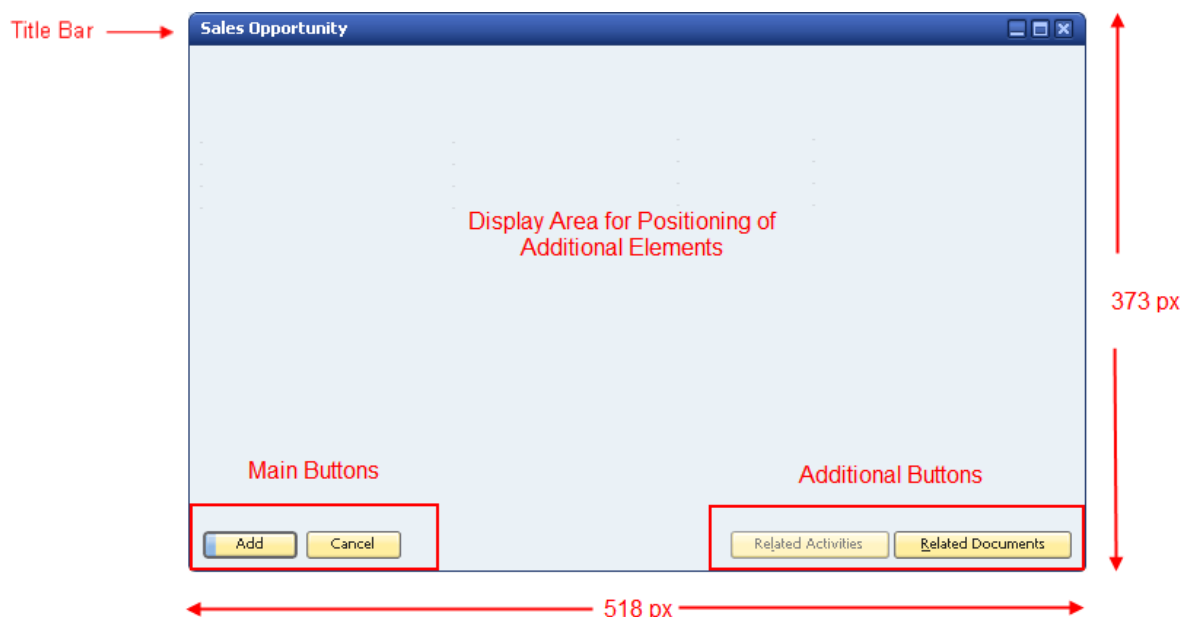 Title Bar
Sales Opportunity
Display Area for Positioning of
Additional Elements
373 px
Main Buttons
Additional Buttons
Add
Cancel
Related Activities
Related Documents
518 px